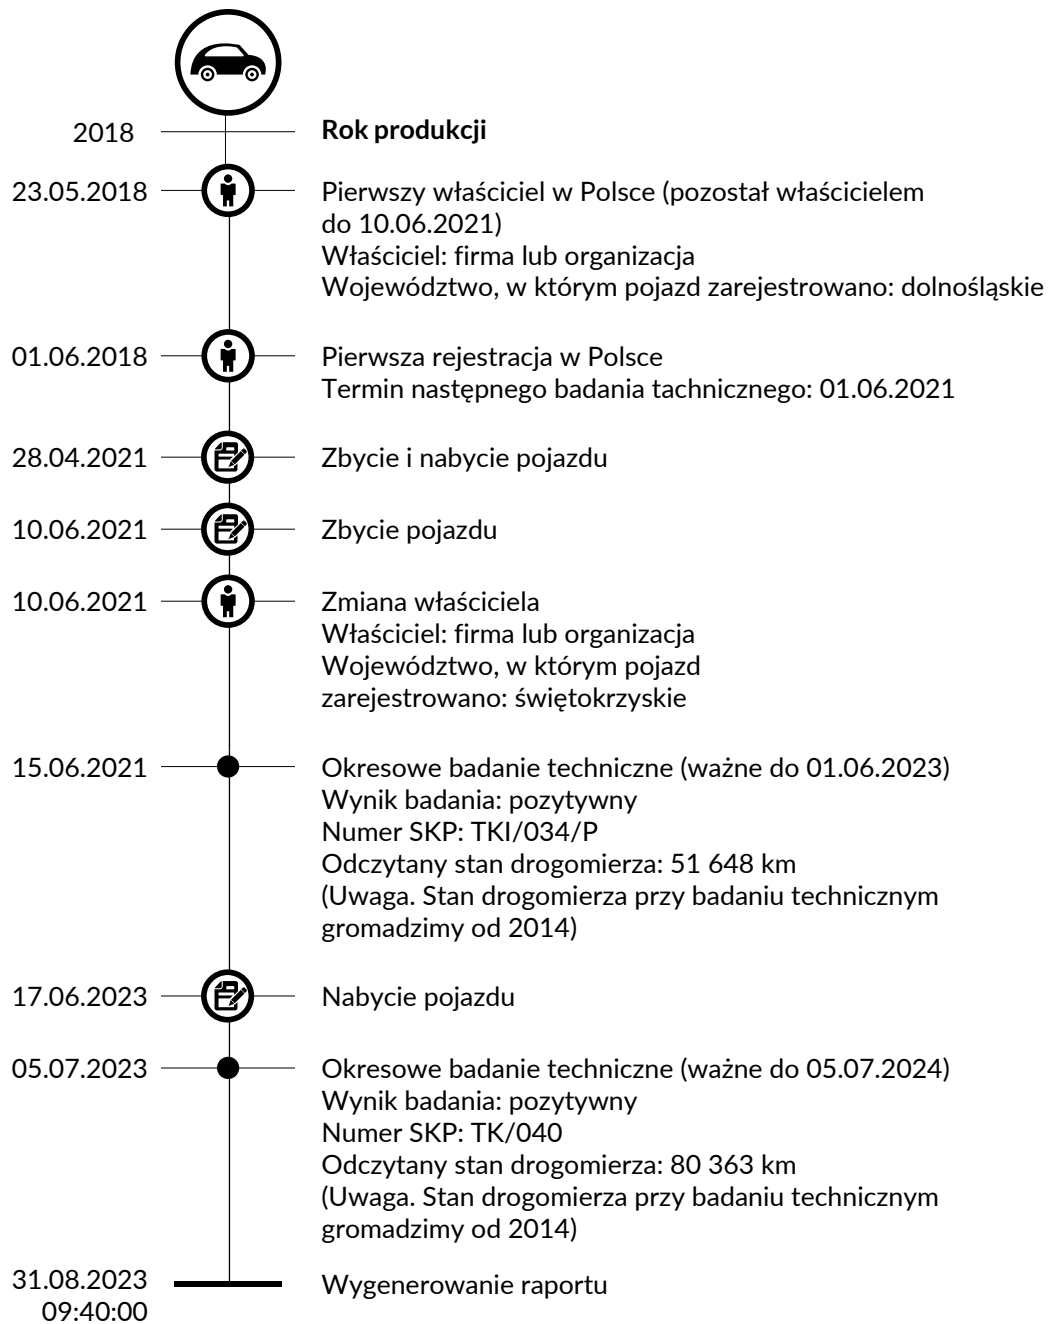 2018 Rok produkcji
23.05.2018 Pierwszy właściciel w Polsce (pozostał właścicielem
do 10.06.2021)
Właściciel: firma lub organizacja
Województwo, w którym pojazd zarejestrowano: dolnośląskie
01.06.2018 Pierwsza rejestracja w Polsce
Termin następnego badania tachnicznego: 01.06.2021
28.04.2021 Zbycie i nabycie pojazdu
10.06.2021 Zbycie pojazdu
10.06.2021 Zmiana właściciela
Właściciel: firma lub organizacja
Województwo, w którym pojazd
zarejestrowano: świętokrzyskie
15.06.2021 Okresowe badanie techniczne (ważne do 01.06.2023)
Wynik badania: pozytywny
Numer SKP: TKI/034/P
Odczytany stan drogomierza: 51 648 km
(Uwaga. Stan drogomierza przy badaniu technicznym
gromadzimy od 2014)
17.06.2023 Nabycie pojazdu
05.07.2023 Okresowe badanie techniczne (ważne do 05.07.2024)
Wynik badania: pozytywny
Numer SKP: TK/040
Odczytany stan drogomierza: 80 363 km
(Uwaga. Stan drogomierza przy badaniu technicznym
gromadzimy od 2014)
31.08.2023 Wygenerowanie raportu
09:40:00